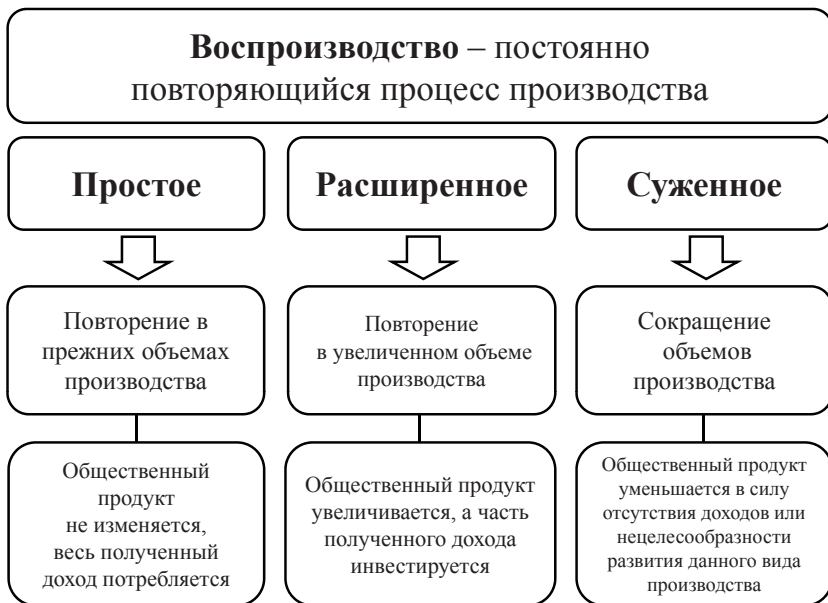 Воспроизводство – постоянно
повторяющийся процесс производства
Простое
Расширенное
Суженное
Повторение в
прежних объемах
производства
Повторение
в увеличенном объеме
производства
Сокращение
объемов
производства
Общественный
продукт
не изменяется,
весь полученный
доход потребляется
Общественный продукт
увеличивается, а часть
полученного дохода
инвестируется
Общественный продукт
уменьшается в силу
отсутствия доходов или
нецелесообразности
развития данного вида
производства